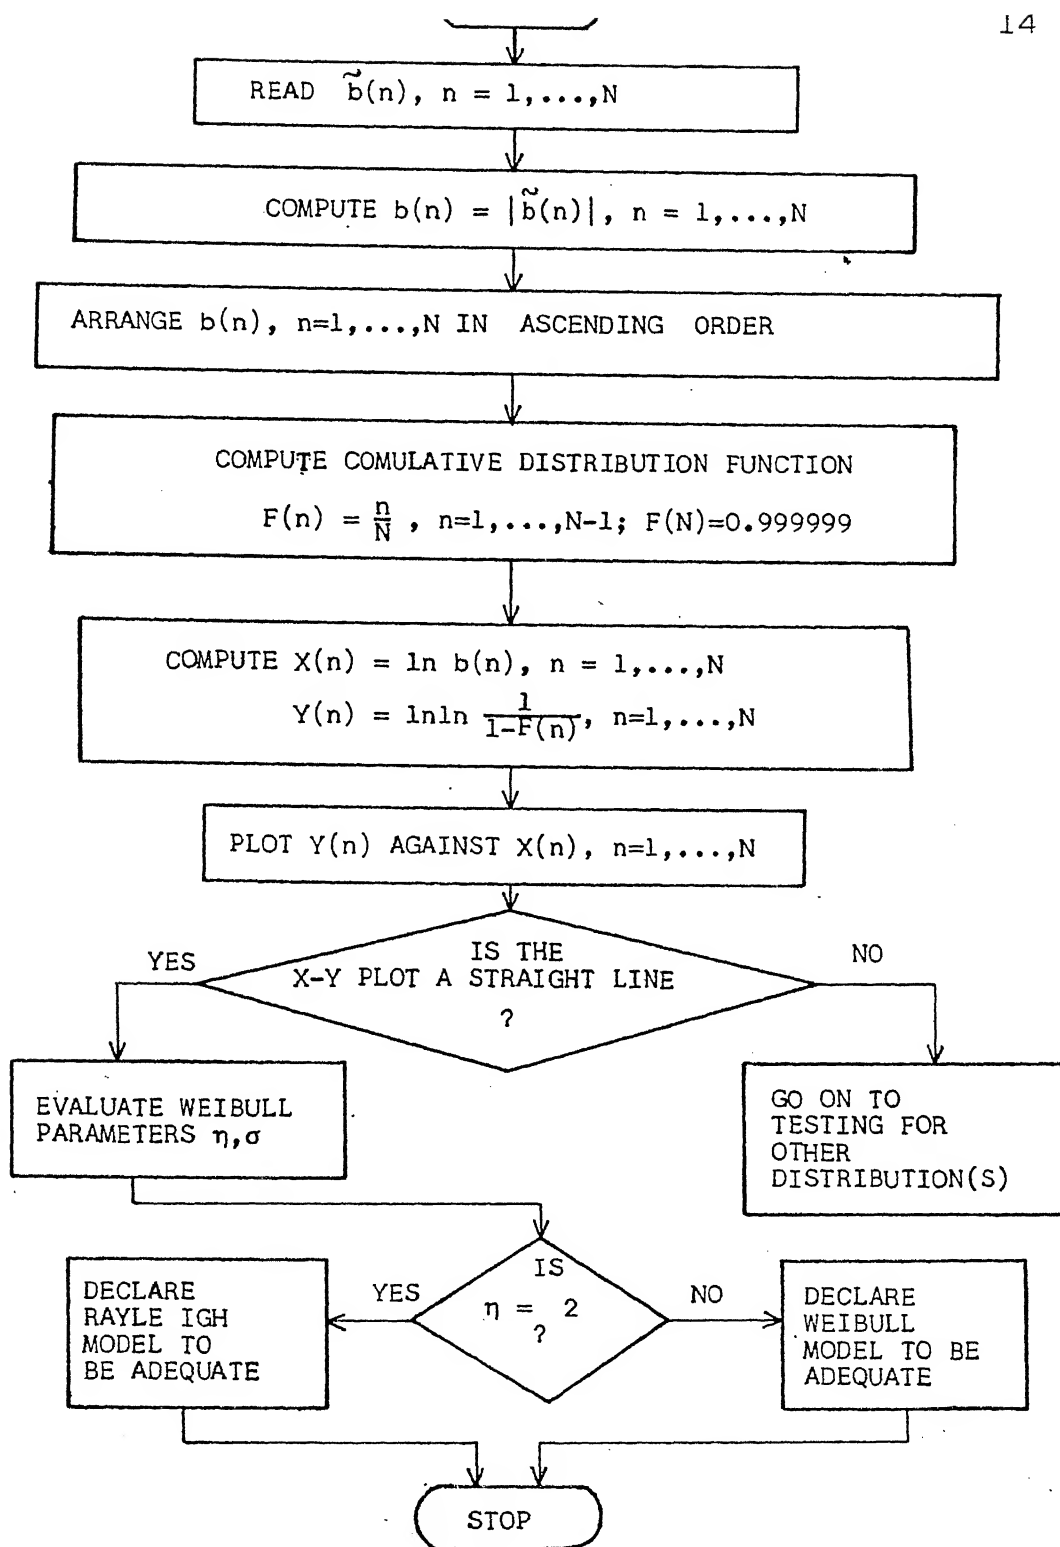 14
READ b̃(n), n = 1,...,N
COMPUTE b(n) = |b̃(n)|, n = 1,...,N
ARRANGE b(n), n=1,...,N IN ASCENDING ORDER
COMPUTE COMULATIVE DISTRIBUTION FUNCTION
F(n) = n/N , n=1,...,N-1; F(N)=0.999999
COMPUTE X(n) = ln b(n), n = 1,...,N
Y(n) = lnln 1/(1-F(n)), n=1,...,N
PLOT Y(n) AGAINST X(n), n=1,...,N
YES
IS THE
X-Y PLOT A STRAIGHT LINE
?
NO
EVALUATE WEIBULL
PARAMETERS η,σ
GO ON TO
TESTING FOR
OTHER
DISTRIBUTION(S)
DECLARE
RAYLE IGH
MODEL TO
BE ADEQUATE
YES
IS
η = 2
?
NO
DECLARE
WEIBULL
MODEL TO BE
ADEQUATE
STOP